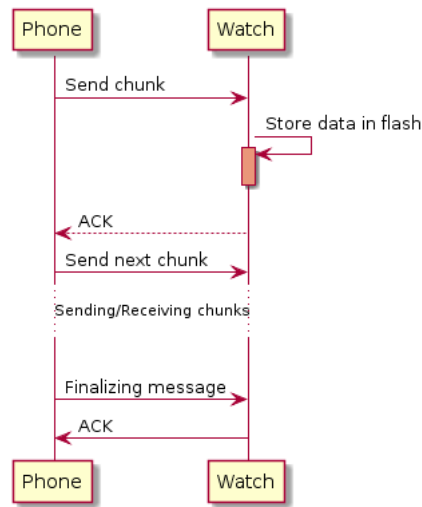 Phone
Watch
Send chunk
Store data in flash
ACK
Send next chunk
Sending/Receiving chunks
Finalizing message
ACK
Phone
Watch